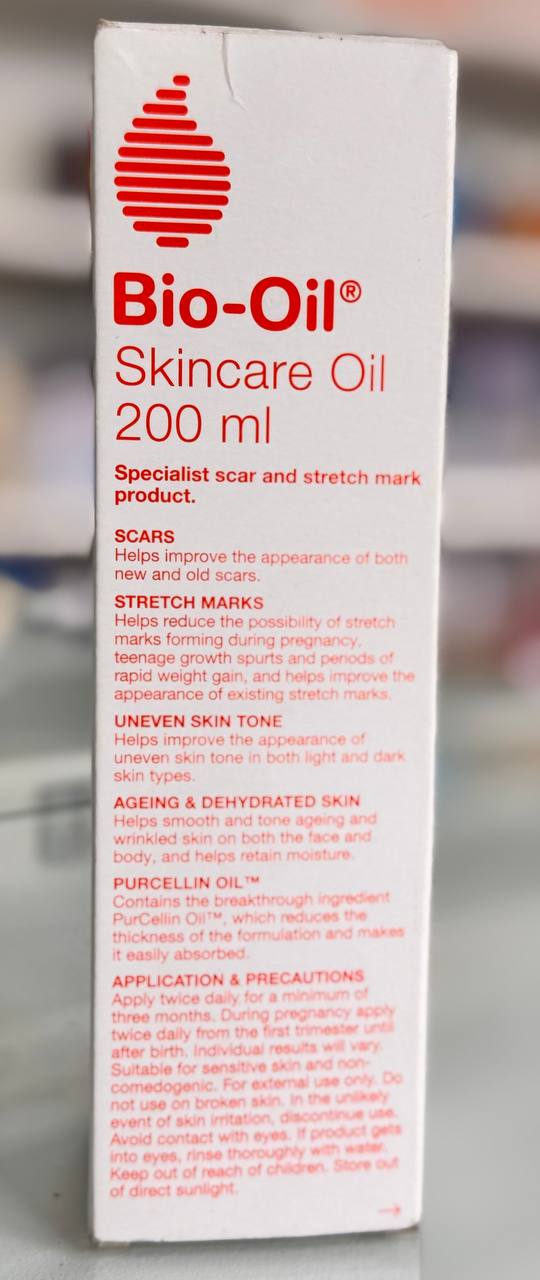 Bio-Oil®
Skincare Oil
200 ml
Specialist scar and stretch mark
product.
SCARS
Helps improve the appearance of both
new and old scars.
STRETCH MARKS
Helps reduce the possibility of stretch
marks forming during pregnancy,
teenage growth spurts and periods of
rapid weight gain, and helps improve the
appearance of existing stretch marks.
UNEVEN SKIN TONE
Helps improve the appearance of
uneven skin tone in both light and dark
skin types.
AGEING & DEHYDRATED SKIN
Helps smooth and tone ageing and
wrinkled skin on both the face and
body, and helps retain moisture.
PURCELLIN OIL™
Contains the breakthrough ingredient
PurCellin Oil™, which reduces the
thickness of the formulation and makes
it easily absorbed.
APPLICATION & PRECAUTIONS
Apply twice daily for a minimum of
three months. During pregnancy apply
twice daily from the first trimester until
after birth. Individual results will vary.
Suitable for sensitive skin and non-
comedogenic. For external use only. Do
not use on broken skin. In the unlikely
event of skin irritation, discontinue use.
Avoid contact with eyes. If product gets
into eyes, rinse thoroughly with water.
Keep out of reach of children. Store out
of direct sunlight.